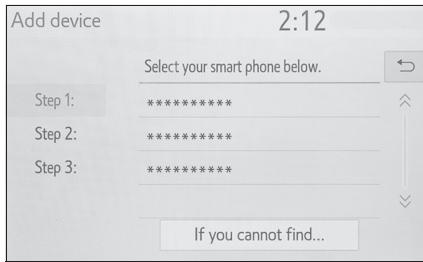 Add device
2:12
Select your smart phone below.
Step 1:
**********
Step 2:
**********
Step 3:
**********
If you cannot find...